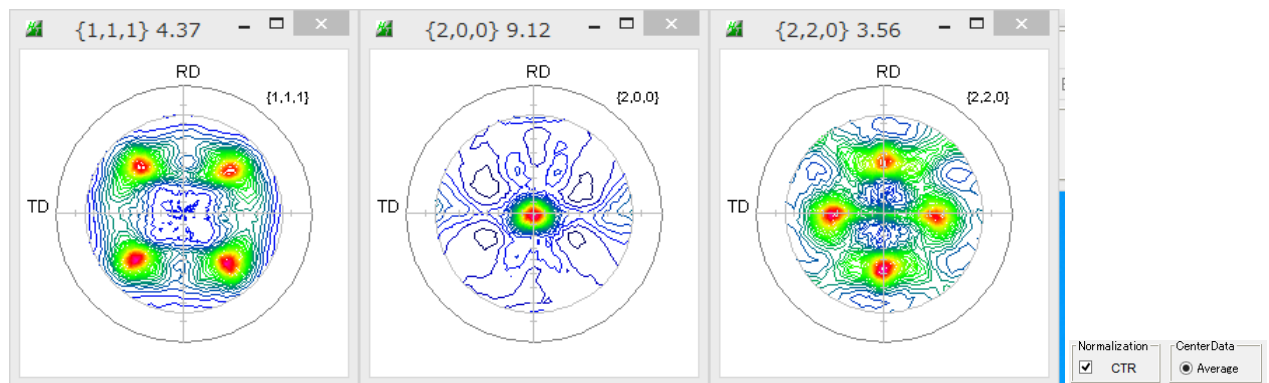 {1,1,1} 4.37
RD
{1,1,1}
TD
{2,0,0} 9.12
RD
{2,0,0}
TD
{2,2,0} 3.56
RD
{2,2,0}
TD
Normalization
CTR
CenterData
Average